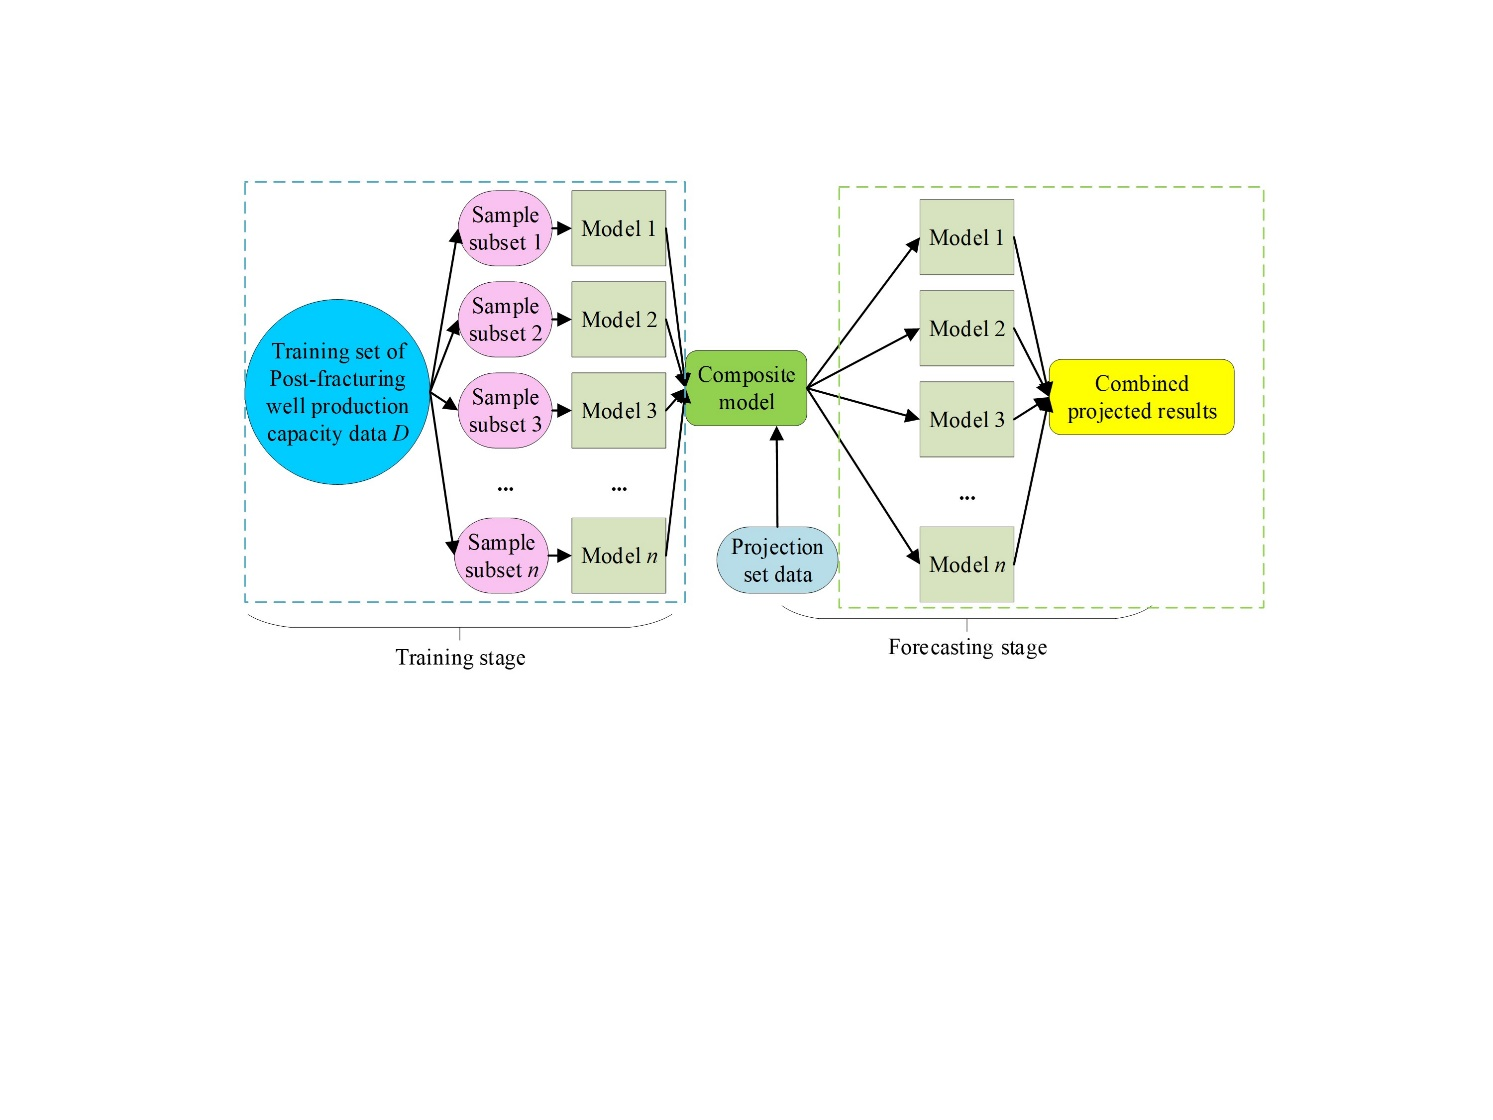 Training set of
Post-fracturing
well production
capacity data D
Sample
subset 1
Model 1
Sample
subset 2
Model 2
Sample
subset 3
Model 3
...
...
Sample
subset n
Model n
Training stage
Composite
model
Projection
set data
Model 1
Model 2
Model 3
...
Model n
Combined
projected results
Forecasting stage